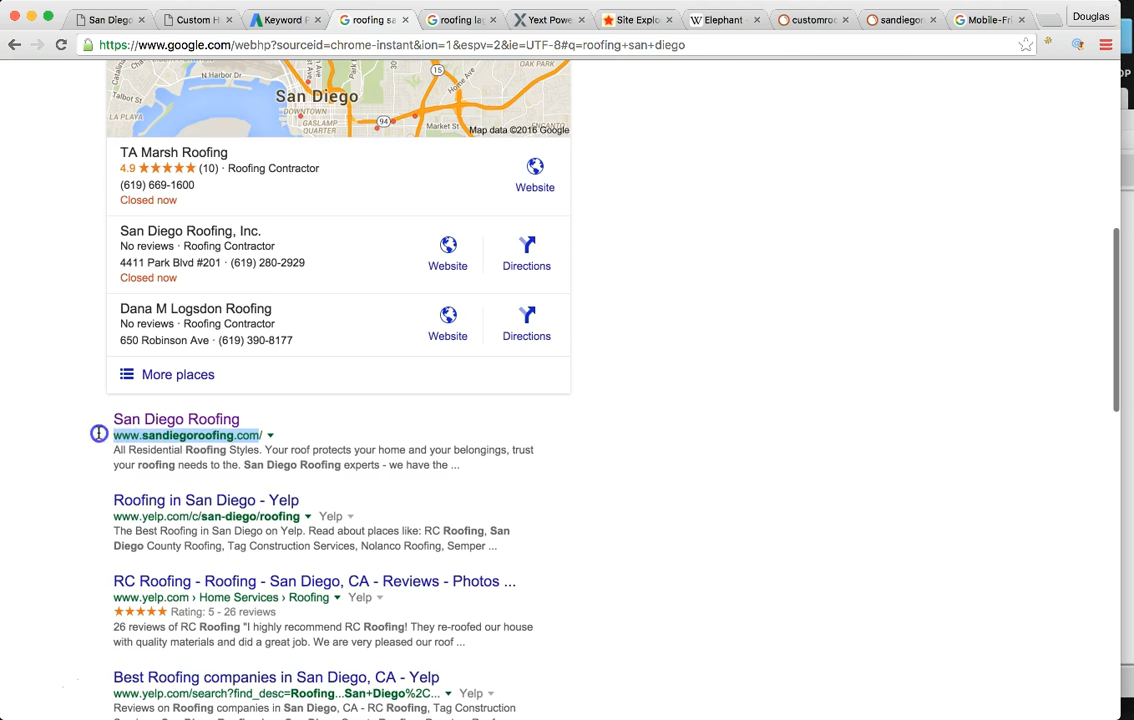 San Diego
Custom H
Keyword P
roofing sa
roofing la
Yext Powe
Site Explo
Elephant -
customroo
sandiegor
Mobile-Fr
Douglas
https://www.google.com/webhp?sourceid=chrome-instant&ion=1&espv=2&ie=UTF-8#q=roofing+san+diego
Catalina
Talbot St
LA PLAYA
N Harbor Dr
San Diego
DOWNTOWN
GASLAMP
QUARTER
15
OAK PARK
94
Market St
ENCANTO
Map data ©2016 Google
TA Marsh Roofing
4.9 ★★★★★ (10) · Roofing Contractor
(619) 669-1600
Closed now
Website
San Diego Roofing, Inc.
No reviews · Roofing Contractor
4411 Park Blvd #201 · (619) 280-2929
Closed now
Website
Directions
Dana M Logsdon Roofing
No reviews · Roofing Contractor
650 Robinson Ave · (619) 390-8177
Website
Directions
More places
San Diego Roofing
www.sandiegoroofing.com/
All Residential Roofing Styles. Your roof protects your home and your belongings, trust
your roofing needs to the. San Diego Roofing experts - we have the ...
Roofing in San Diego - Yelp
www.yelp.com/c/san-diego/roofing Yelp
The Best Roofing in San Diego on Yelp. Read about places like: RC Roofing, San
Diego County Roofing, Tag Construction Services, Nolanco Roofing, Semper ...
RC Roofing - Roofing - San Diego, CA - Reviews - Photos ...
www.yelp.com › Home Services › Roofing Yelp
★★★★★ Rating: 5 - 26 reviews
26 reviews of RC Roofing "I highly recommend RC Roofing! They re-roofed our house
with quality materials and did a great job. We are very pleased our roof ...
Best Roofing companies in San Diego, CA - Yelp
www.yelp.com/search?find_desc=Roofing...San+Diego%2C... Yelp
Reviews on Roofing companies in San Diego, CA - RC Roofing, Tag Construction